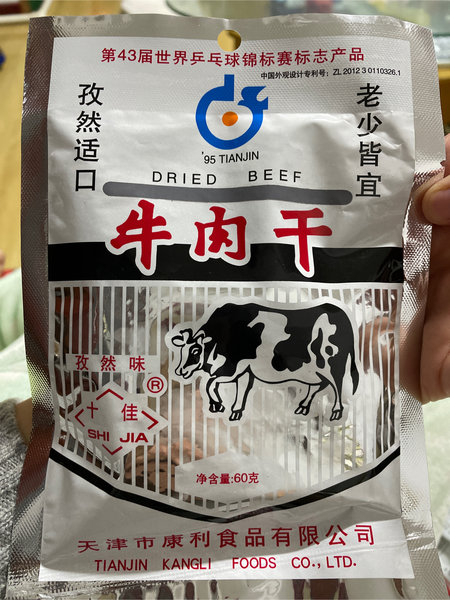 第43届世界乒乓球锦标赛标志产品
中国外观设计专利号：ZL 2012 3 0110326.1
孜然适口
老少皆宜
'95 TIANJIN
DRIED BEEF
牛肉干
孜然味
®
十佳
SHI JIA
净含量:60克
天津市康利食品有限公司
TIANJIN KANGLI FOODS CO.,LTD.